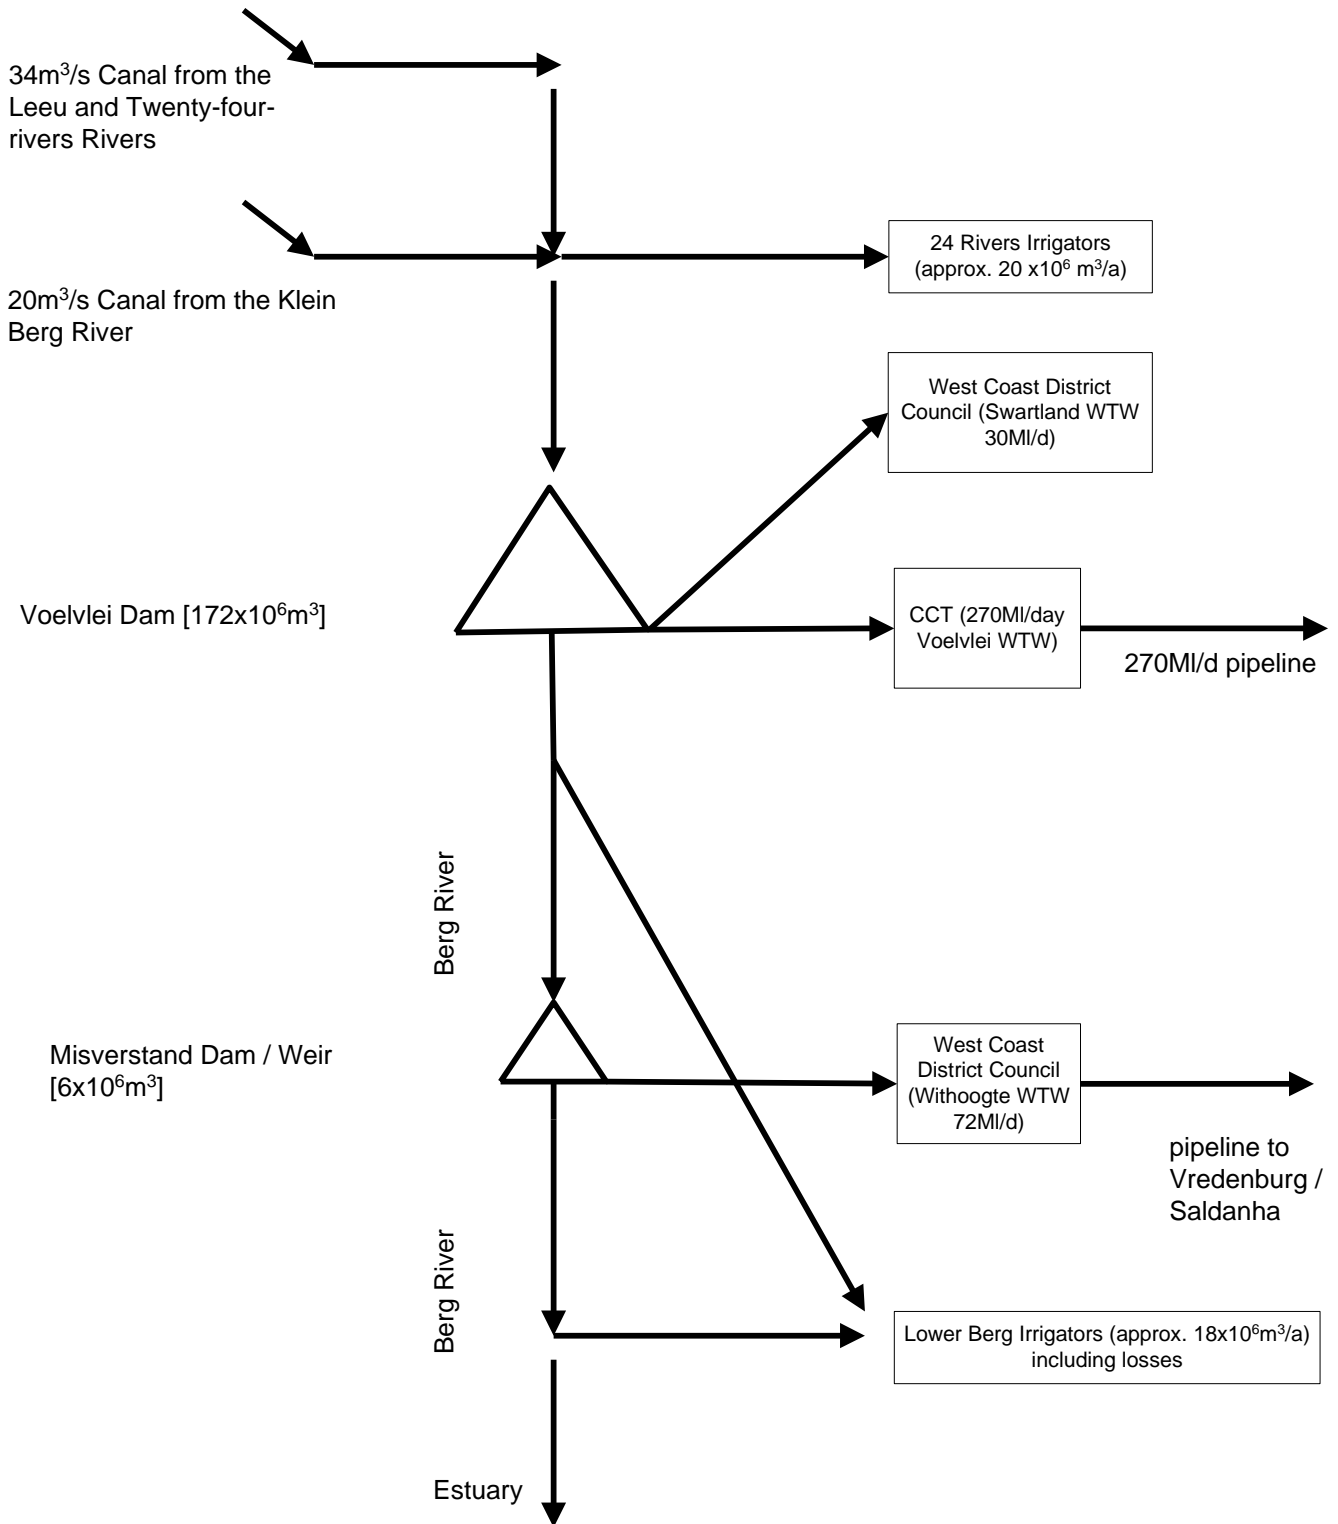 34m³/s Canal from the
Leeu and Twenty-four-
rivers Rivers
24 Rivers Irrigators
(approx. 20 x10⁶ m³/a)
20m³/s Canal from the Klein
Berg River
West Coast District
Council (Swartland WTW
30Ml/d)
Voelvlei Dam [172x10⁶m³]
CCT (270Ml/day
Voelvlei WTW)
270Ml/d pipeline
Berg River
Misverstand Dam / Weir
[6x10⁶m³]
West Coast
District Council
(Withoogte WTW
72Ml/d)
pipeline to
Vredenburg /
Saldanha
Berg River
Lower Berg Irrigators (approx. 18x10⁶m³/a)
including losses
Estuary